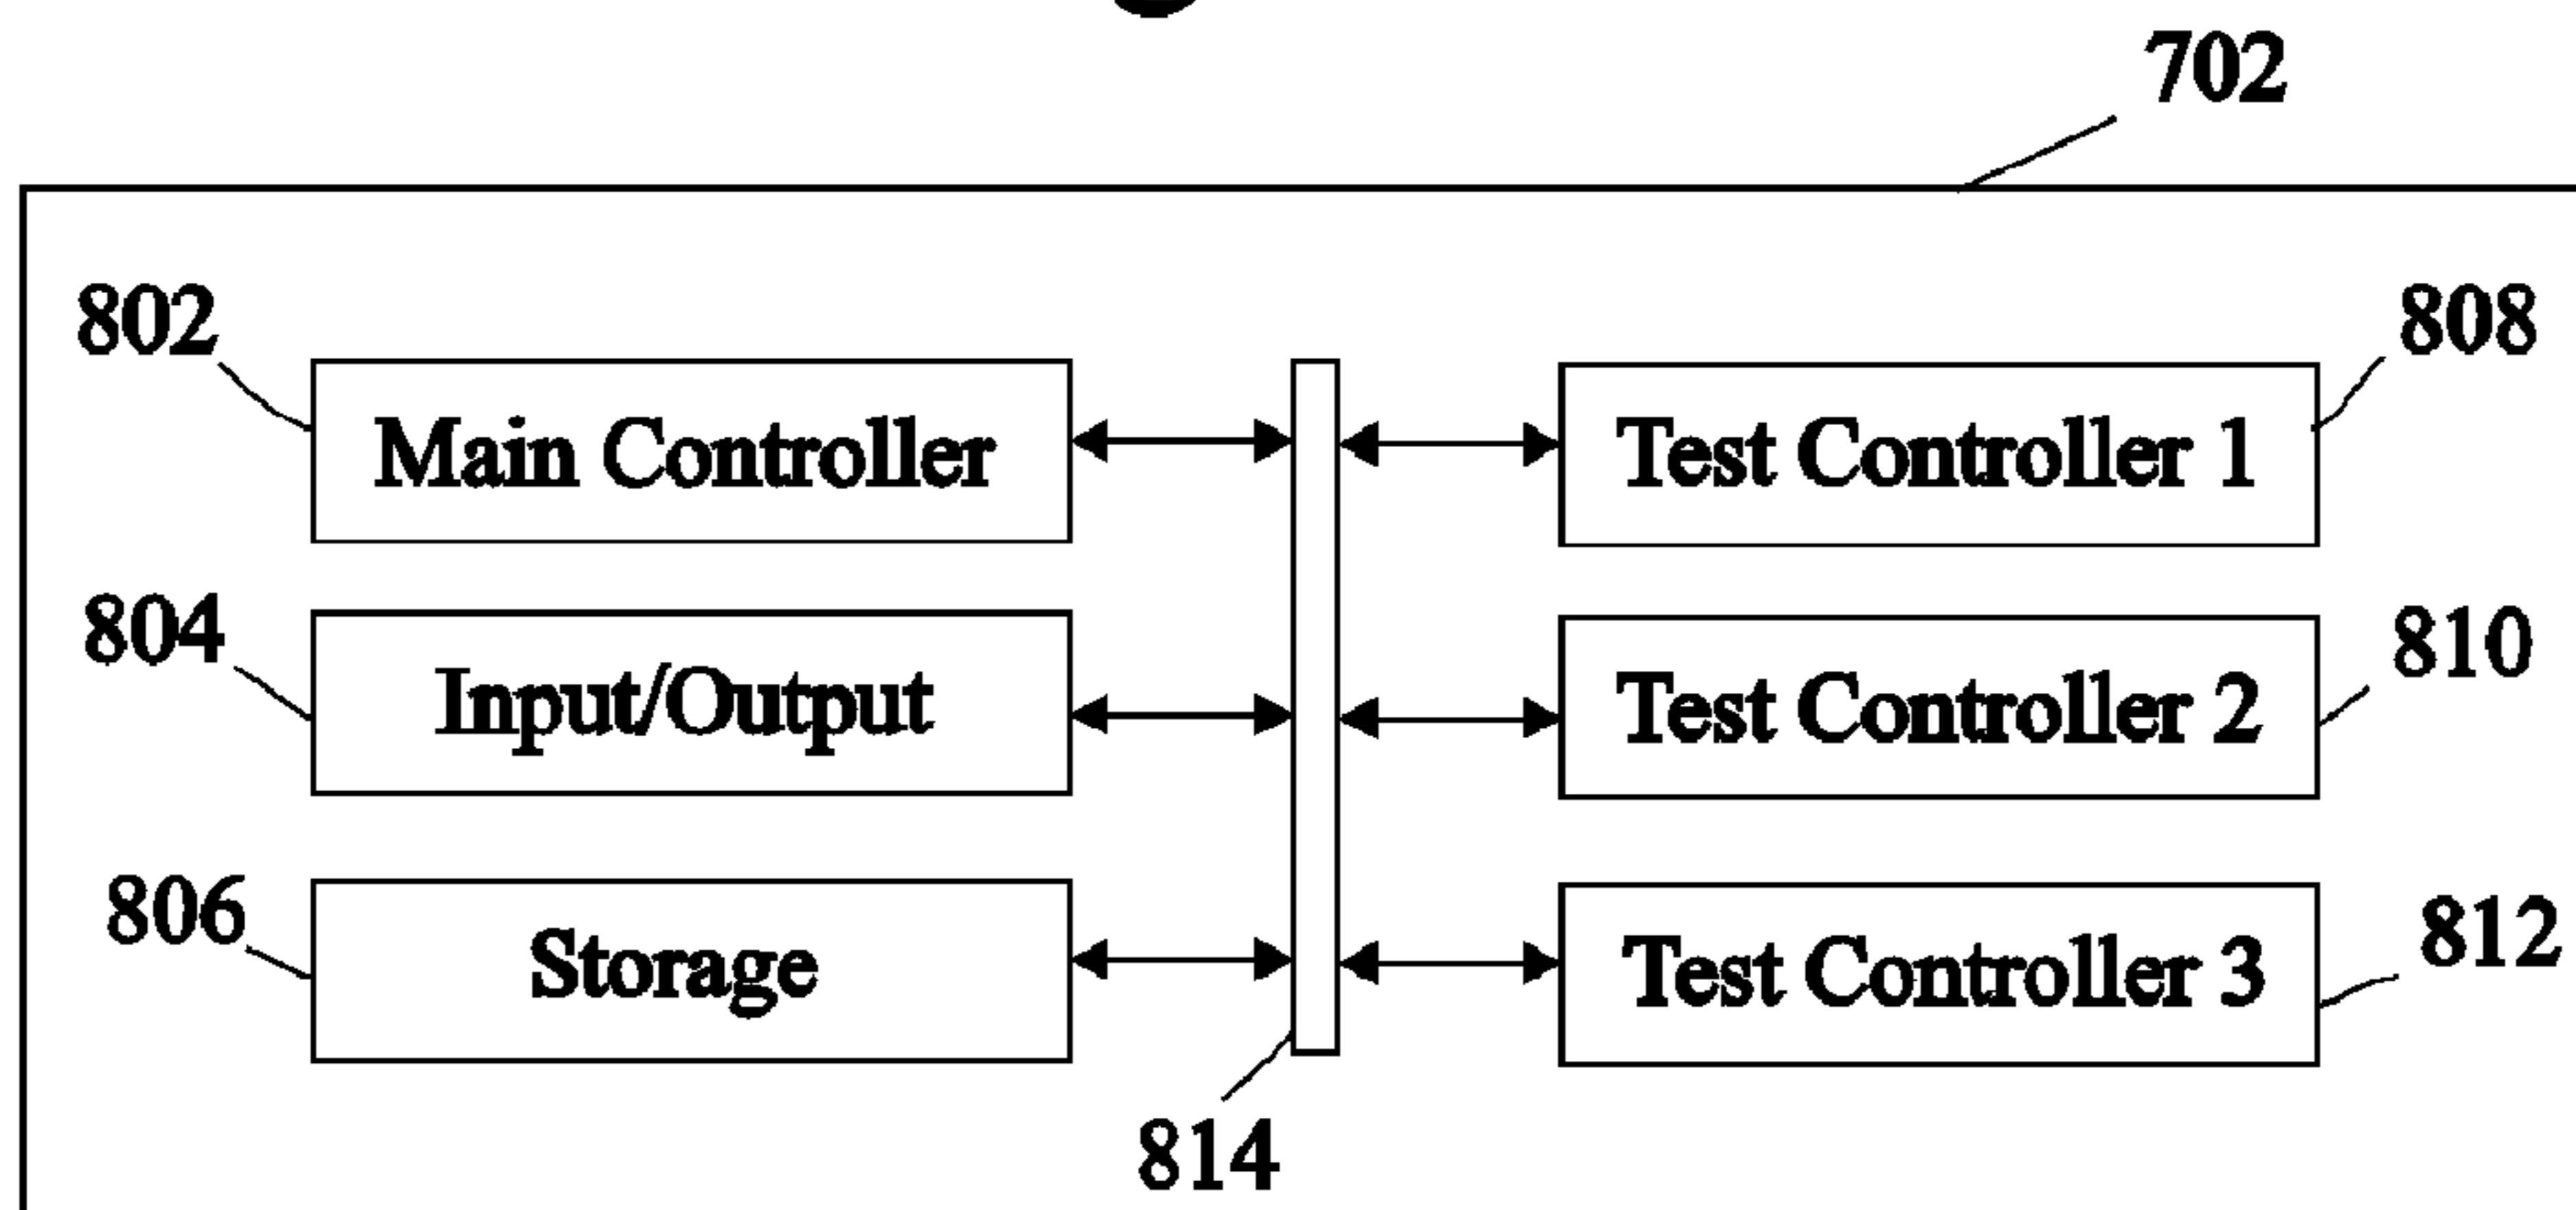 702
802
808
Main Controller
Test Controller 1
804
810
Input/Output
Test Controller 2
806
812
Storage
Test Controller 3
814